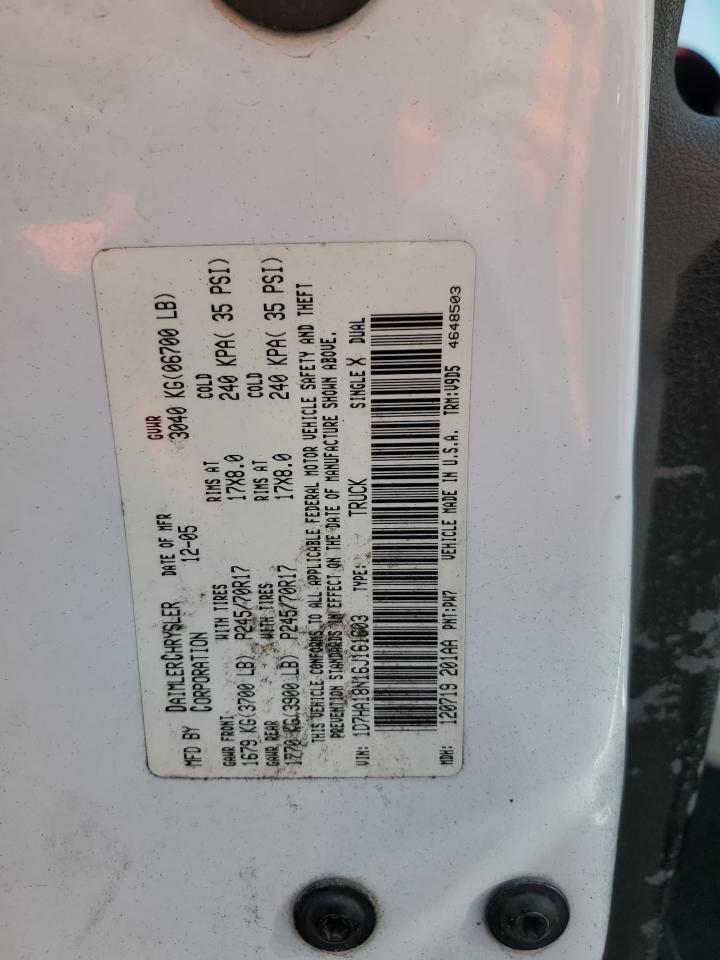 MFD BY DAIMLERCHRYSLER CORPORATION
DATE OF MFR 12-05
GVWR 3040 KG(06700 LB)
GAWR FRONT WITH TIRES RIMS AT COLD
1679 KG(3700 LB) P245/70R17 17X8.0 240 KPA( 35 PSI)
GAWR REAR WITH TIRES RIMS AT COLD
1770 KG 3900 LB) P245/70R17 17X8.0 240 KPA( 35 PSI)
THIS VEHICLE CONFORMS TO ALL APPLICABLE FEDERAL MOTOR VEHICLE SAFETY AND THEFT
PREVENTION STANDARDS IN EFFECT ON THE DATE OF MANUFACTURE SHOWN ABOVE.
VIN: TYPE: TRUCK SINGLE X DUAL
MDH: 120719 201AA PNT:PW7 VEHICLE MADE IN U.S.A. TRM:V9D5
4648503